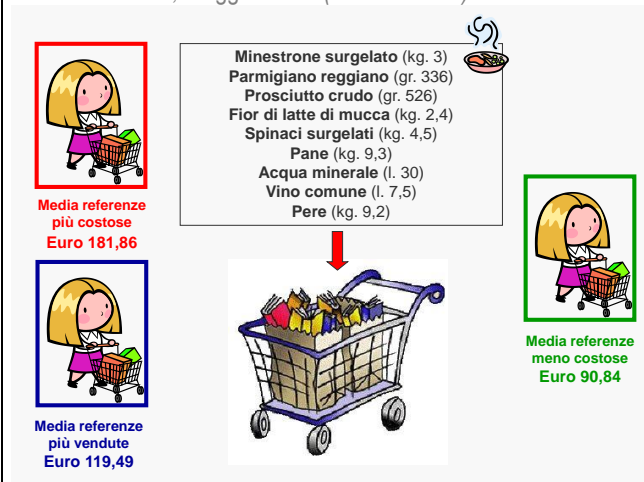 Minestrone surgelato (kg. 3)
Parmigiano reggiano (gr. 336)
Prosciutto crudo (gr. 526)
Fior di latte di mucca (kg. 2,4)
Spinaci surgelati (kg. 4,5)
Pane (kg. 9,3)
Acqua minerale (l. 30)
Vino comune (l. 7,5)
Pere (kg. 9,2)
Media referenze
più costose
Euro 181,86
Media referenze
più vendute
Euro 119,49
Media referenze
meno costose
Euro 90,84